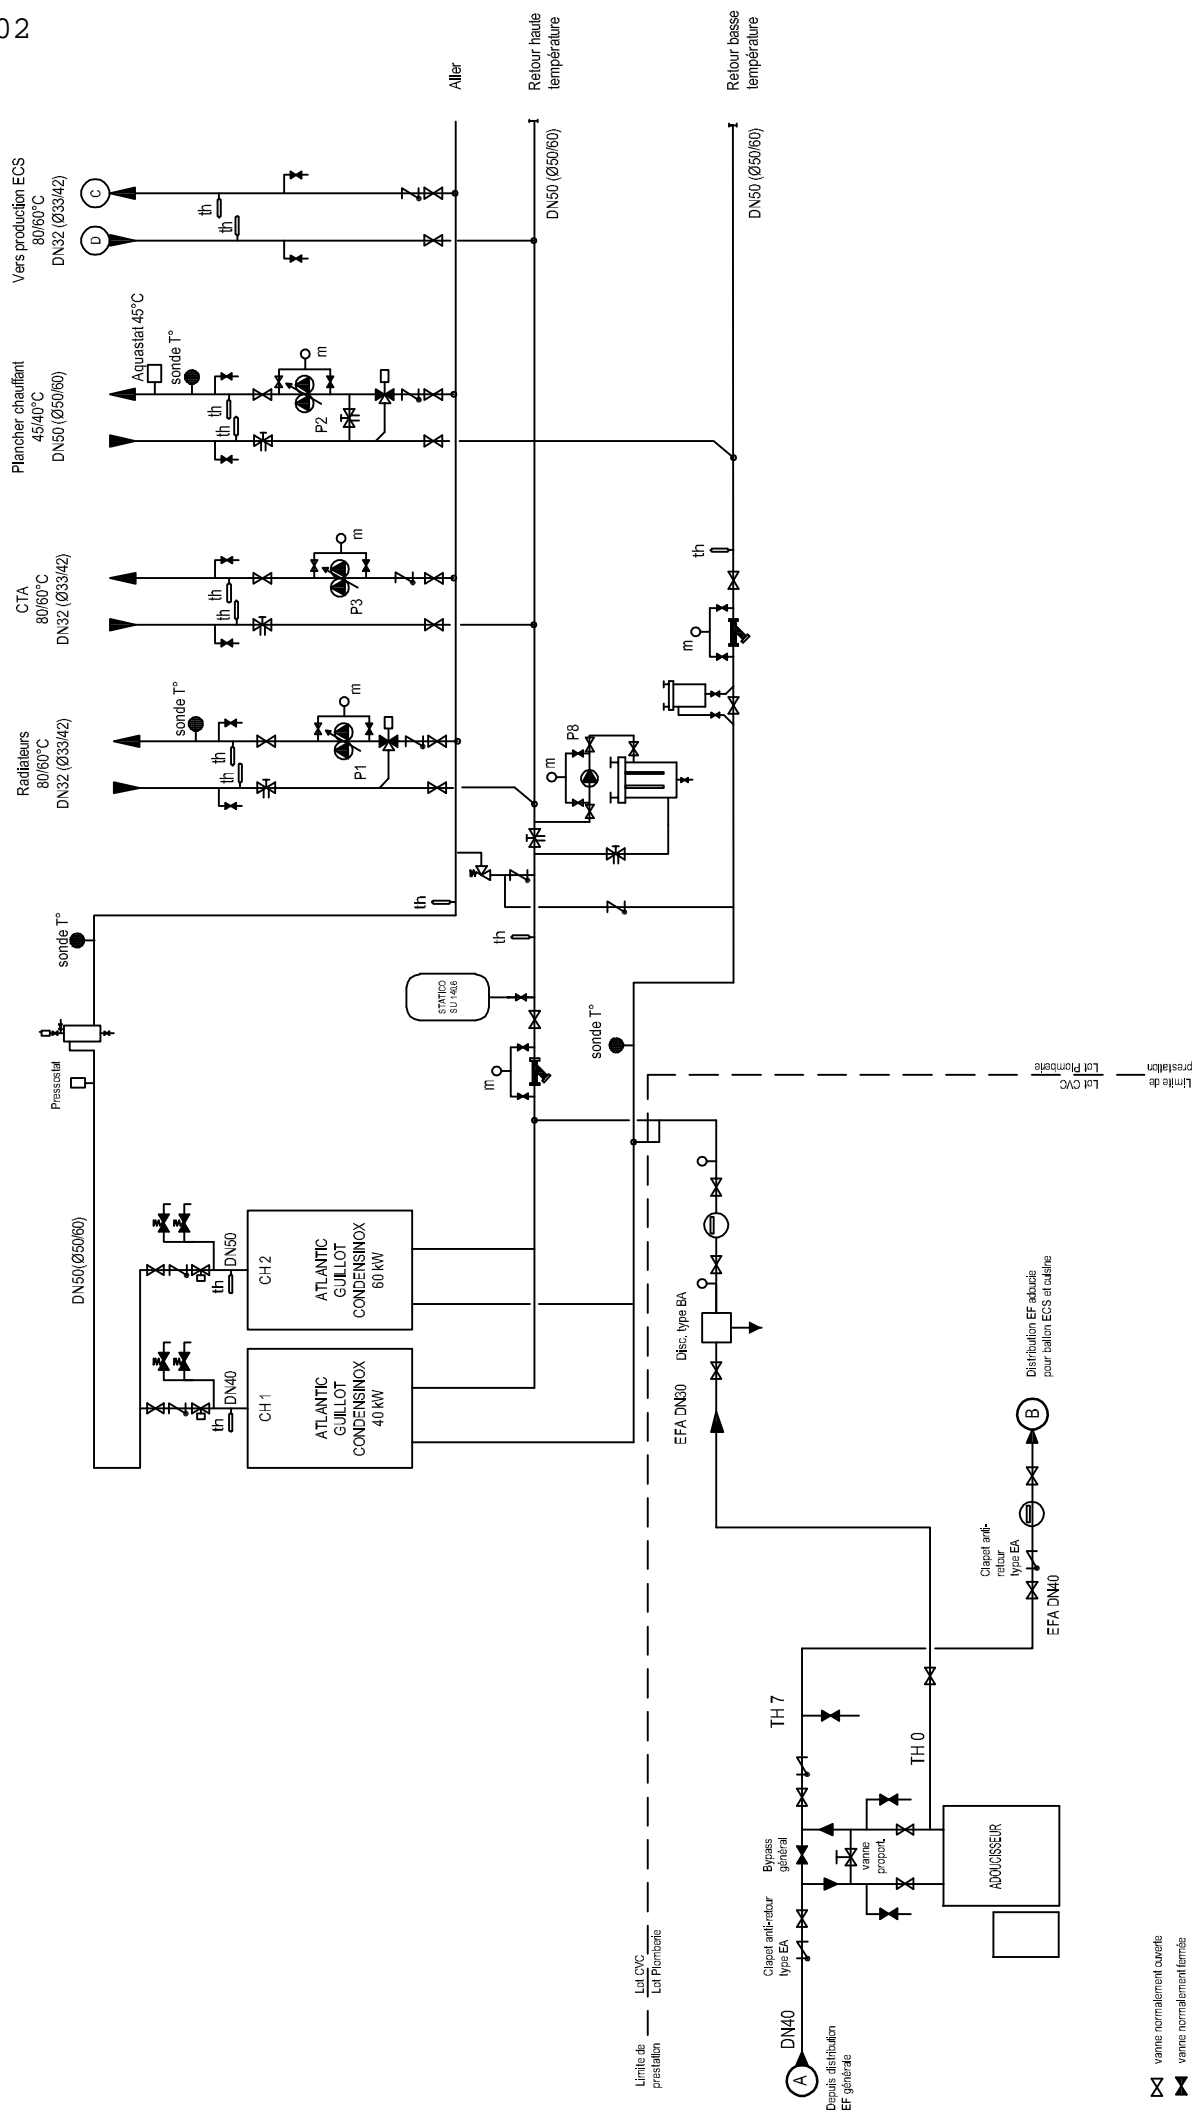 02
Aller
Retour haute
température
DN50 (Ø50/60)
Retour basse
température
DN50 (Ø50/60)
Vers production ECS
80/60°C
DN32 (Ø33/42)
C
D
th
th
Plancher chauffant
45/40°C
DN50 (Ø50/60)
Aquastat 45°C
sonde T°
th
th
m
P2
CTA
80/60°C
DN32 (Ø33/42)
th
th
m
P3
Radiateurs
80/60°C
DN32 (Ø33/42)
sonde T°
th
th
m
P1
th
m
m
P8
th
th
sonde T°
Pressostat
STATICO
SU 140.6
m
sonde T°
DN50(Ø50/60)
DN50
th
CH2
ATLANTIC
GUILLOT
CONDENSINOX
60 kW
DN40
th
CH1
ATLANTIC
GUILLOT
CONDENSINOX
40 kW
Limite de
prestation
Lot CVC
Lot Plomberie
Disc. type BA
EFA DN30
Distribution EF adoucie
pour ballon ECS et cuisine
B
Clapet anti-
retour
type EA
EFA DN40
TH 7
TH 0
Bypass
général
vanne
proport.
ADOUCISSEUR
Clapet anti-retour
type EA
Lot CVC
Lot Plomberie
Limite de
prestation
DN40
A
Depuis distribution
EF générale
vanne normalement ouverte
vanne normalement fermée